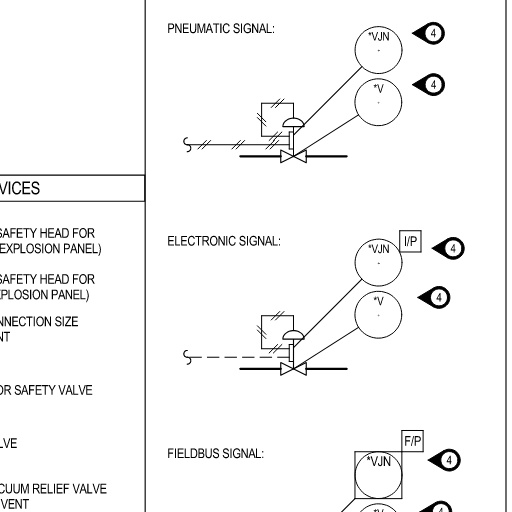 VICES
SAFETY HEAD FOR
EXPLOSION PANEL)
SAFETY HEAD FOR
PLOSION PANEL)
NNECTION SIZE
NT
OR SAFETY VALVE
LVE
CUUM RELIEF VALVE
VENT
PNEUMATIC SIGNAL:
*VJN
4
*V
4
ELECTRONIC SIGNAL:
*VJN
I/P
4
*V
4
FIELDBUS SIGNAL:
F/P
*VJN
4
*V
4